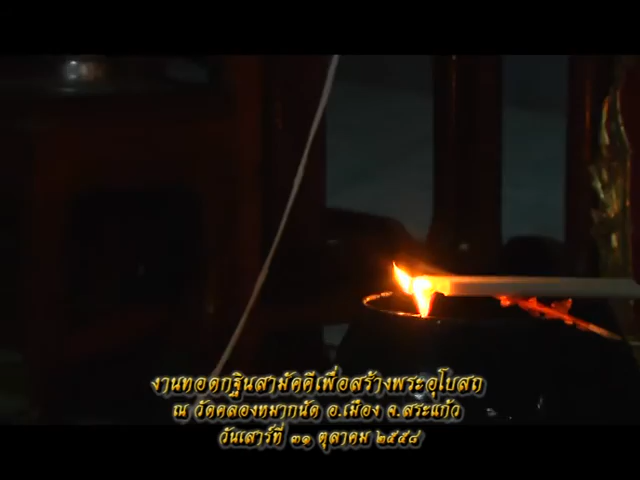 งานทอดกฐินสามัคคีเพื่อสร้างพระอุโบสถ
ณ วัดคลองหมากนัด อ.เมือง จ.สระแก้ว
วันเสาร์ที่ ๓๑ ตุลาคม ๒๕๕๘